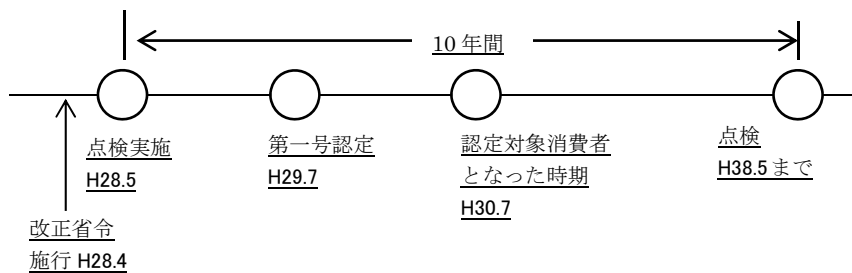 10 年間
点検実施
H28.5
第一号認定
H29.7
認定対象消費者
となった時期
H30.7
点検
H38.5 まで
改正省令
施行 H28.4